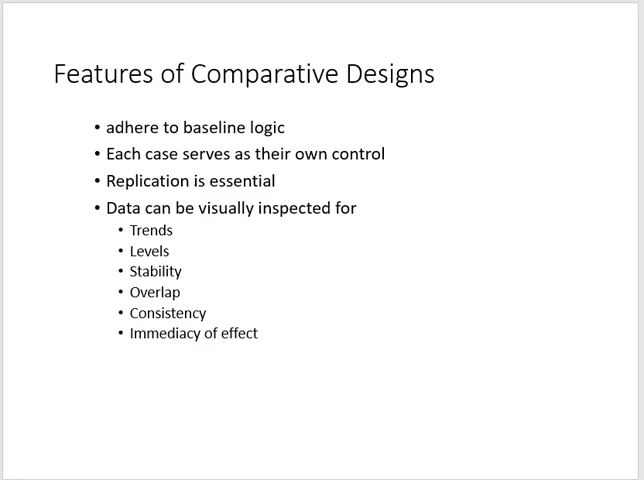 Features of Comparative Designs
• adhere to baseline logic
• Each case serves as their own control
• Replication is essential
• Data can be visually inspected for
• Trends
• Levels
• Stability
• Overlap
• Consistency
• Immediacy of effect